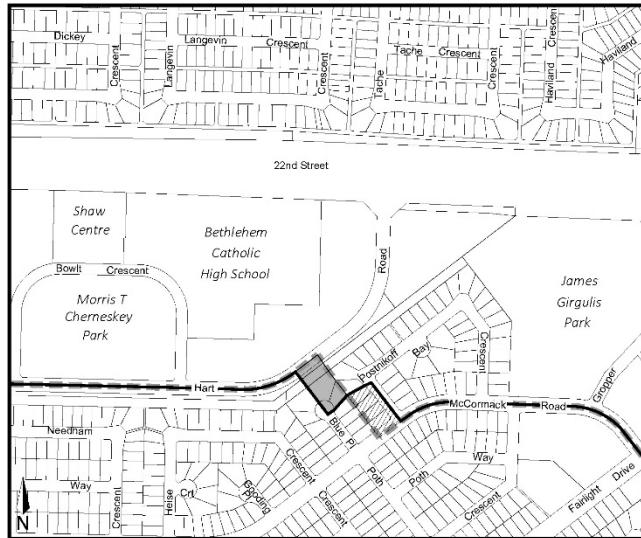 Dickey
Crescent
Langevin
Langevin
Crescent
Crescent
Tache
Tache
Crescent
Crescent
Crescent
Haviland
Haviland
22nd Street
Shaw
Centre
Bethlehem
Catholic
High School
Road
Bowlt Crescent
Morris T
Cherneskey
Park
James
Girgulis
Park
Hart
Postnikoff
Bay
Crescent
McCormack Road
Gropper
Needham
Way
Crescent
Heise
Crt
Gooding
Pl
Crescent
Blue Pl
Poth
Poth
Crescent
Way
Crescent
Fairlight Drive
N